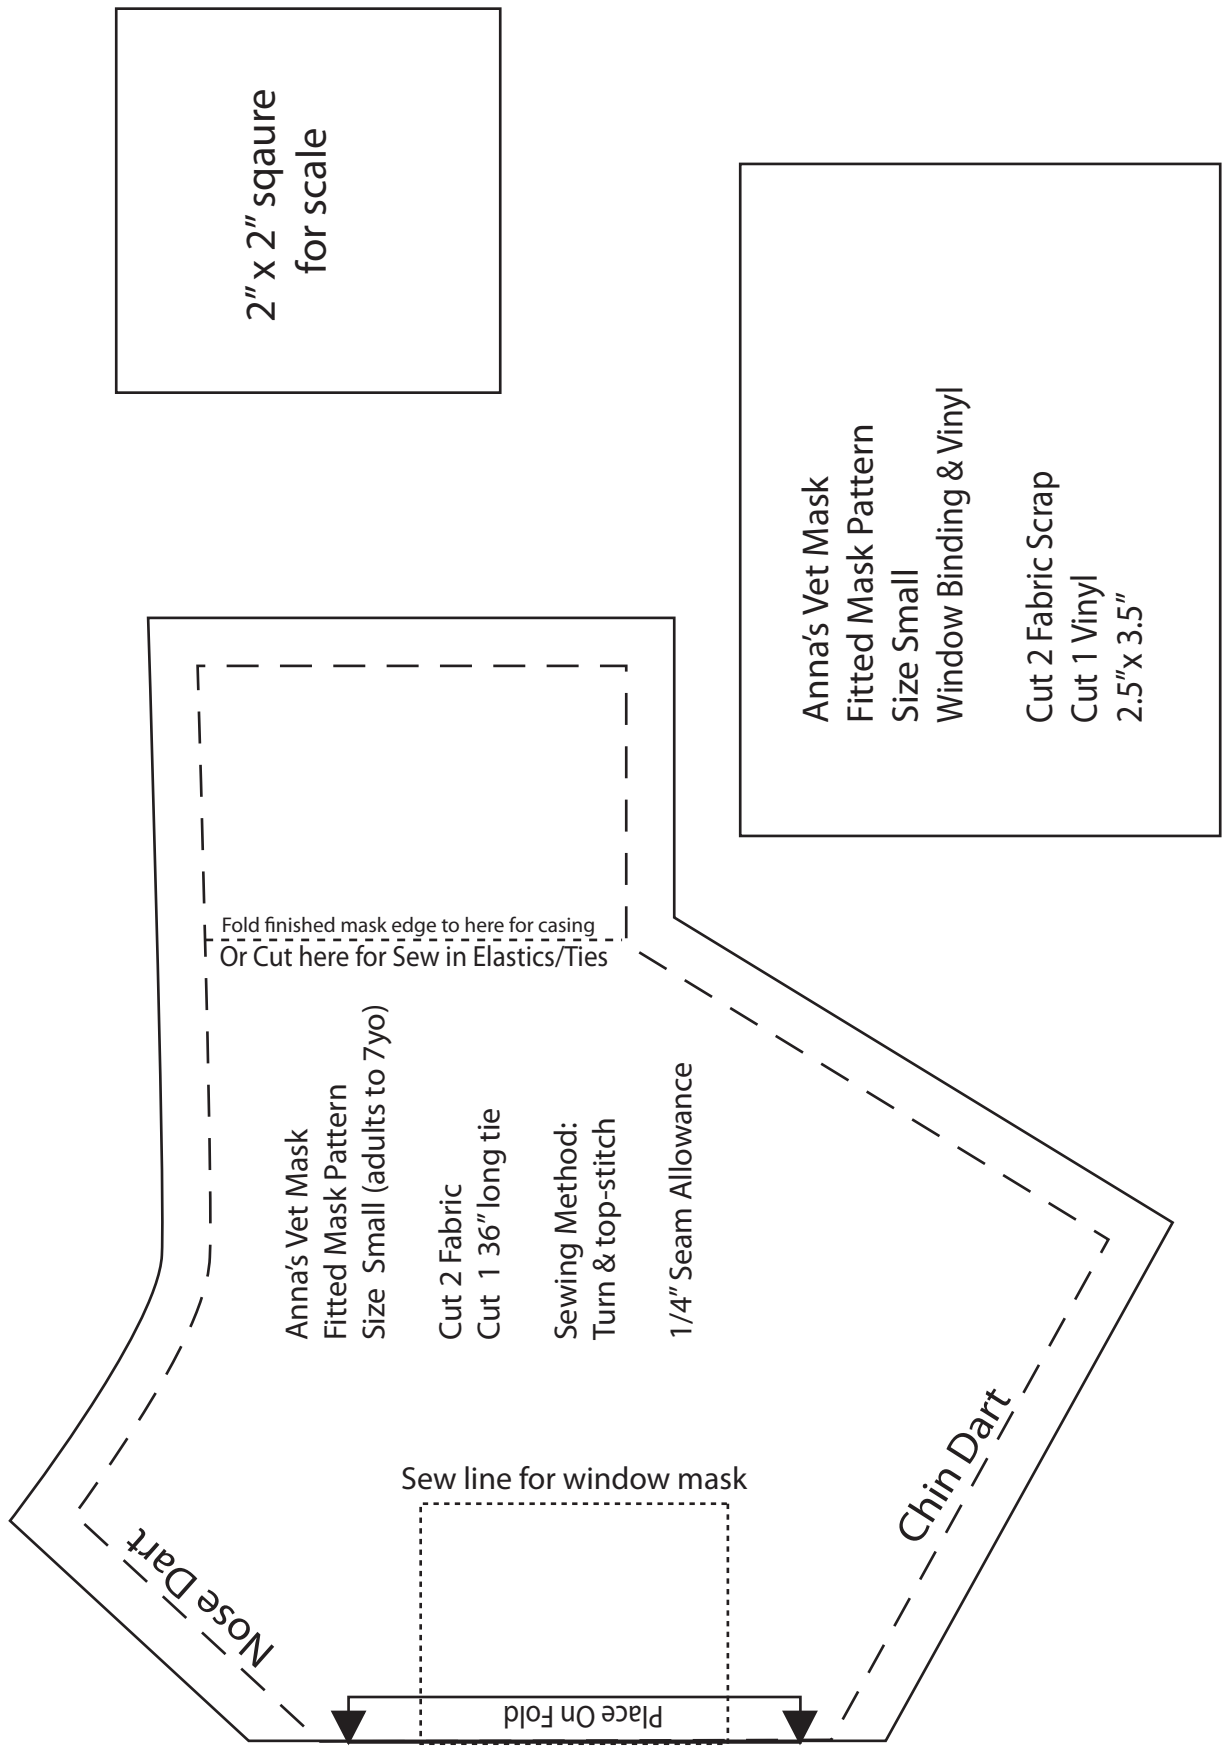 2" x 2" sqaure
for scale
Anna's Vet Mask
Fitted Mask Pattern
Size Small
Window Binding & Vinyl
Cut 2 Fabric Scrap
Cut 1 Vinyl
2.5"x 3.5"
Fold finished mask edge to here for casing
Or Cut here for Sew in Elastics/Ties
Anna's Vet Mask
Fitted Mask Pattern
Size Small (adults to 7yo)
Cut 2 Fabric
Cut 1 36" long tie
Sewing Method:
Turn & top-stitch
1/4" Seam Allowance
Sew line for window mask
Nose Dart
Chin Dart
Place On Fold